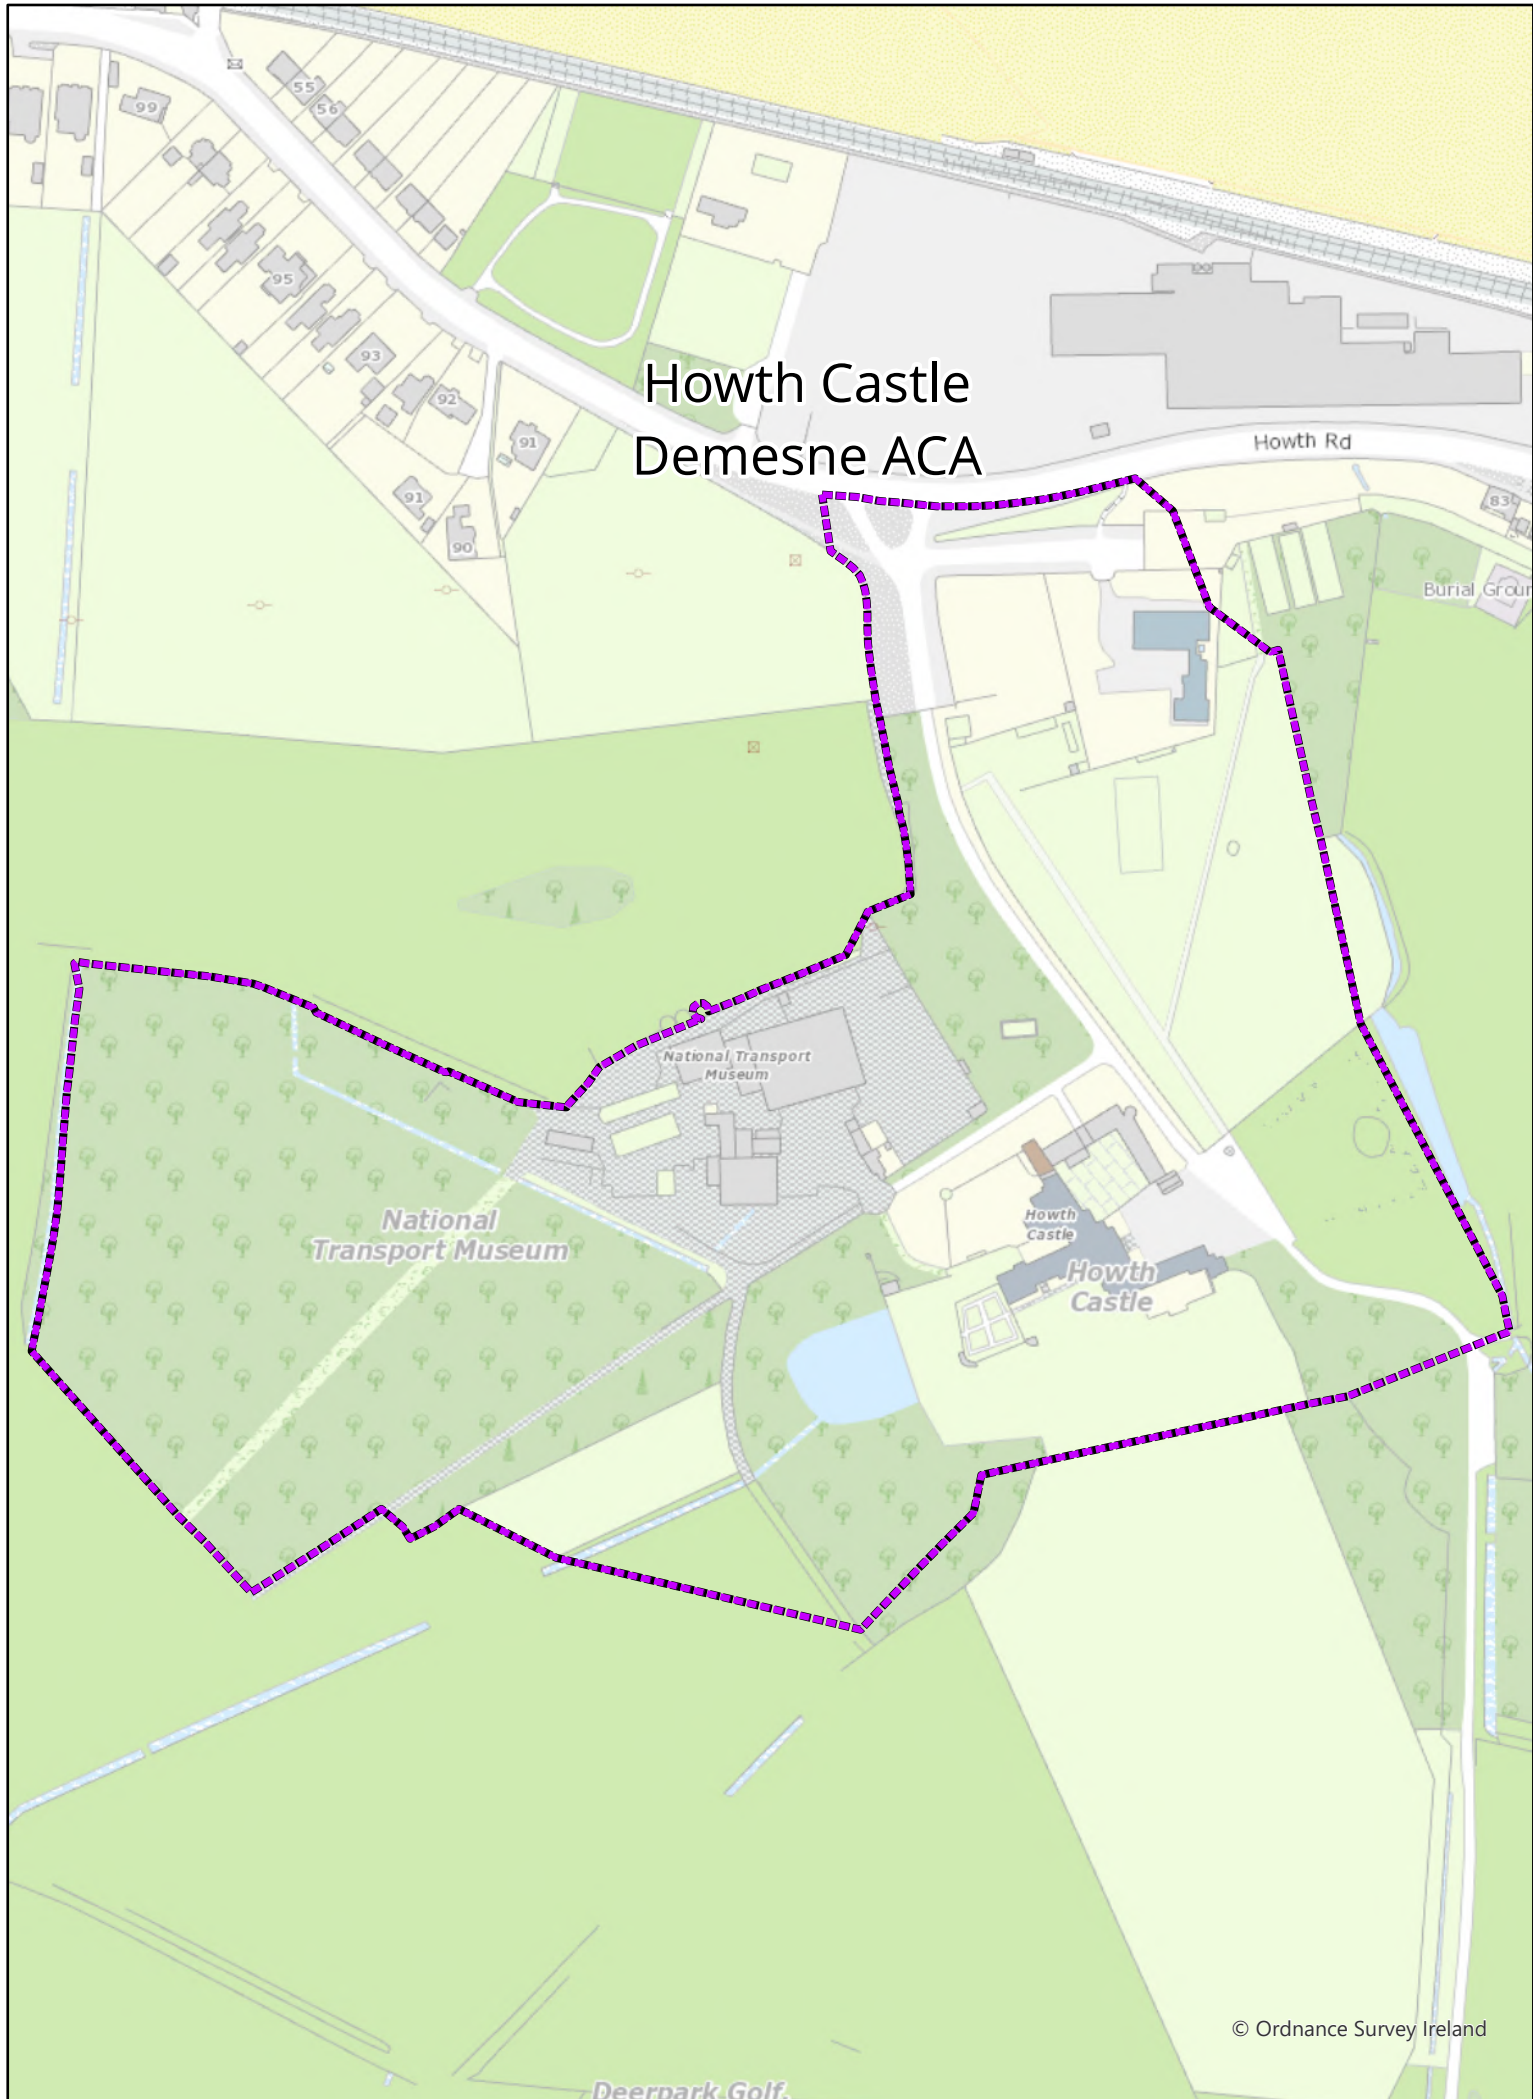 55
56
99
95
93
92
91
91
90
Howth Castle
Demesne ACA
Howth Rd
83
Burial Groun
National Transport
Museum
National
Transport Museum
Howth
Castle
Howth
Castle
© Ordnance Survey Ireland
Deerpark Golf,